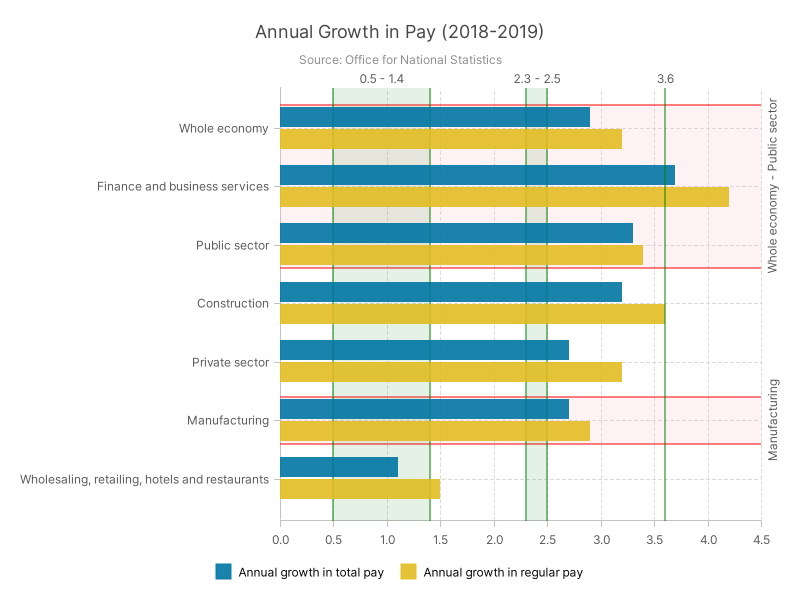 Annual Growth in Pay (2018-2019)
Source: Office for National Statistics
0.5 - 1.4
2.3 - 2.5
3.6
Whole economy
Finance and business services
Public sector
Construction
Private sector
Manufacturing
Wholesaling, retailing, hotels and restaurants
Whole economy - Public sector
Manufacturing
0.0 0.5 1.0 1.5 2.0 2.5 3.0 3.5 4.0 4.5
Annual growth in total pay
Annual growth in regular pay